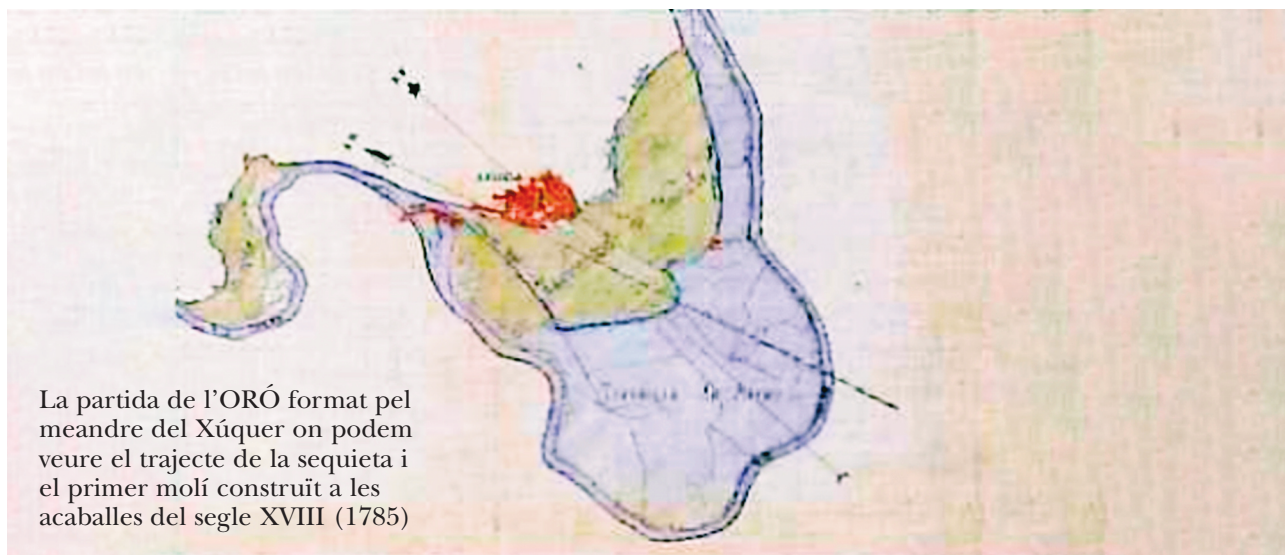 La partida de l’ORÓ format pel
meandre del Xúquer on podem
veure el trajecte de la sequieta i
el primer molí construït a les
acaballes del segle XVIII (1785)